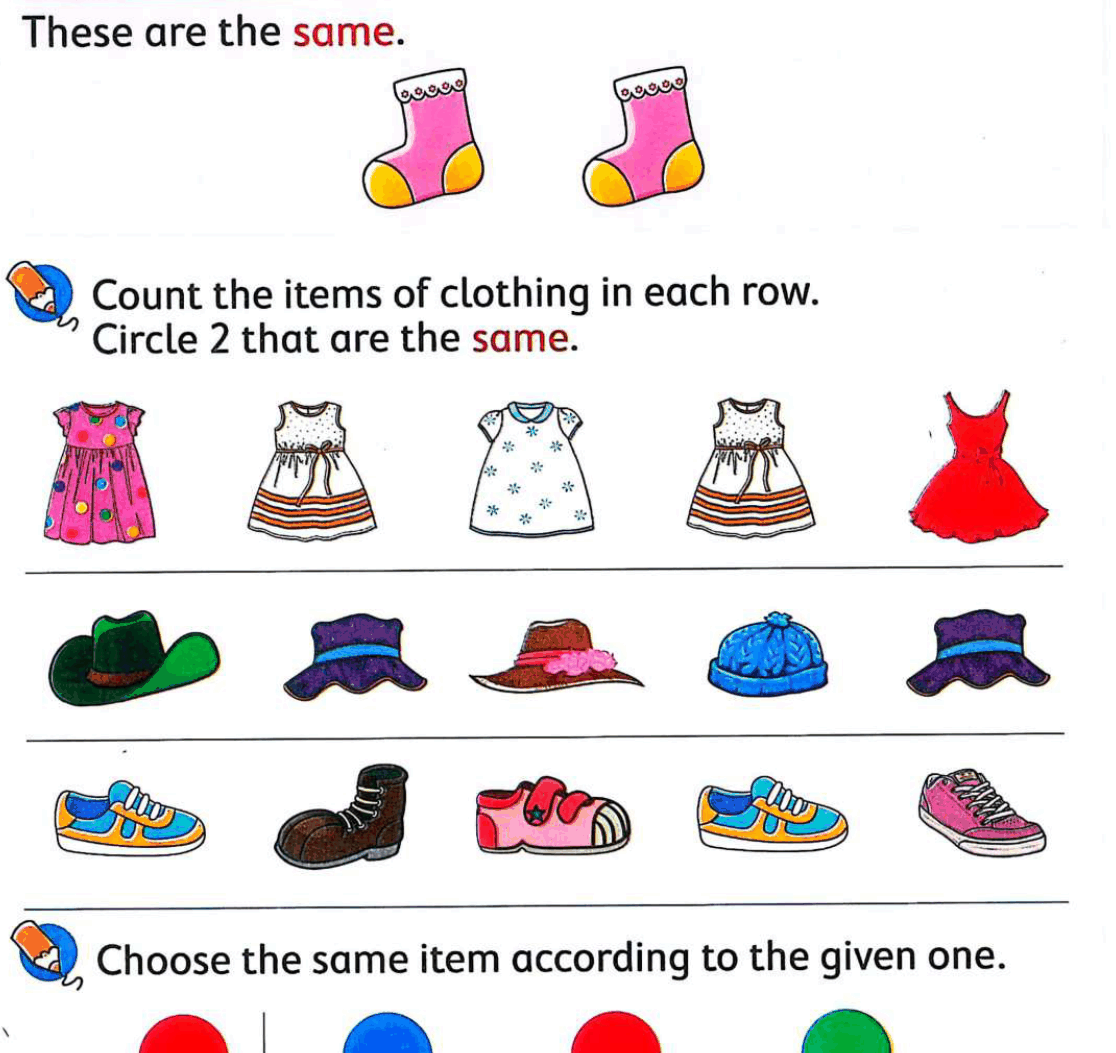 These are the same.
Count the items of clothing in each row.
Circle 2 that are the same.
Choose the same item according to the given one.